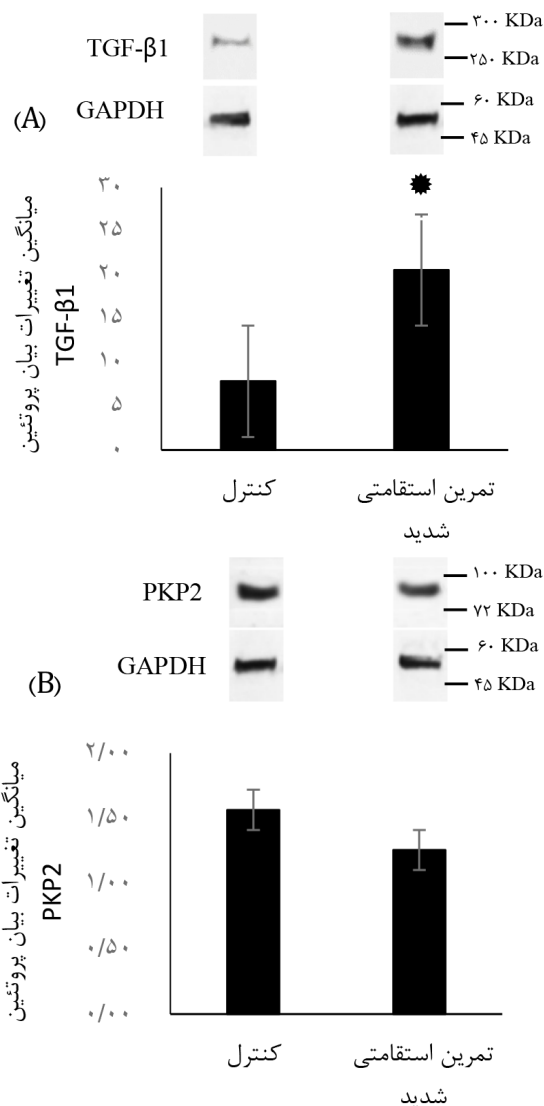 TGF-β1
۳۰۰ KDa
۲۵۰ KDa
GAPDH
۶۰ KDa
۴۵ KDa
(A)
میانگین تغییرات بیان پروتئین
TGF-β1
۳۰
۲۵
۲۰
۱۵
۱۰
۵
۰
کنترل
تمرین استقامتی
شدید
PKP2
۱۰۰ KDa
۷۲ KDa
GAPDH
۶۰ KDa
۴۵ KDa
(B)
میانگین تغییرات بیان پروتئین
PKP2
۲/۰۰
۱/۵۰
۱/۰۰
۰/۵۰
۰/۰۰
کنترل
تمرین استقامتی
شدید